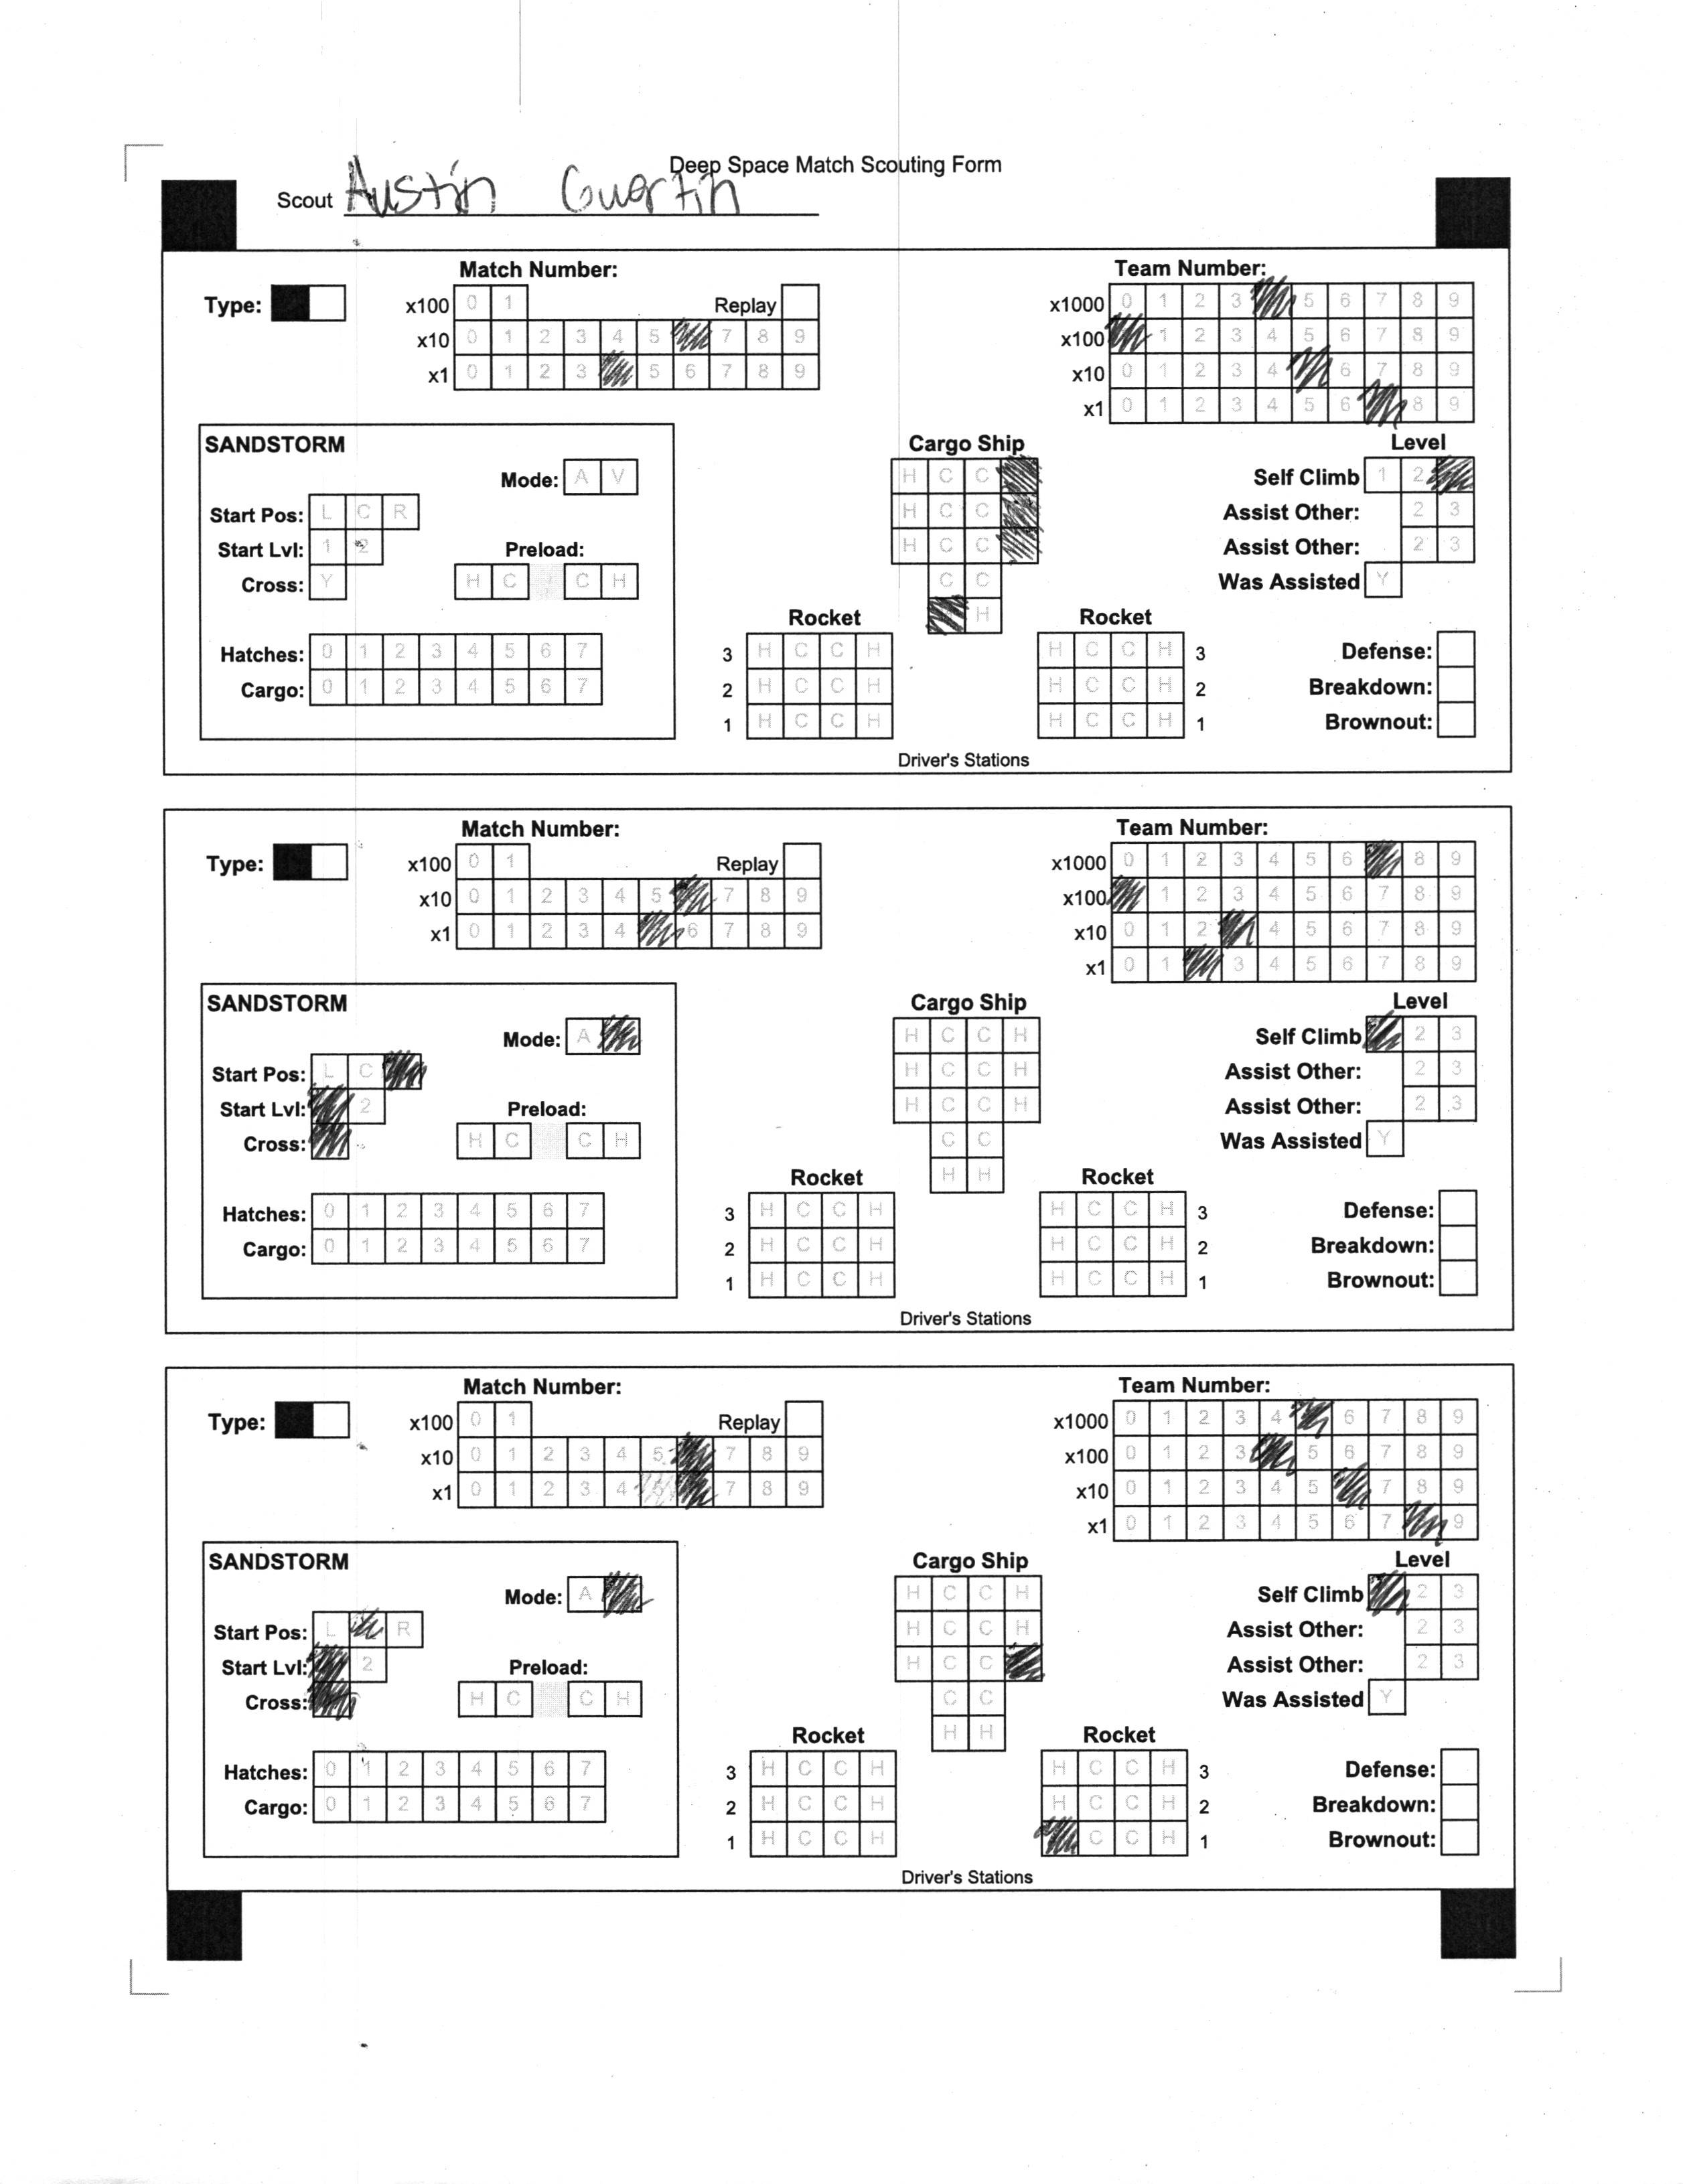 Deep Space Match Scouting Form
Scout Austin
Match Number: Team Number:
Type: x100 0 1 Replay x1000 0 1 2 3 5 6 7 8 9
x10 0 1 2 3 4 5 7 8 9 x100 1 2 3 4 5 6 7 8 9
x1 0 1 2 3 5 6 7 8 9 x10 0 1 2 3 4 6 7 8 9
x1 0 1 2 3 4 5 6 8 9
SANDSTORM Cargo Ship Level
Mode: A V H C C Self Climb 1 2
Start Pos: L C R H C C Assist Other: 2 3
Start Lvl: 1 2 Preload: H C C Assist Other: 2 3
Cross: Y H C C H C C Was Assisted Y
Rocket H Rocket
Hatches: 0 1 2 3 4 5 6 7 3 H C C H H C C H 3 Defense:
Cargo: 0 1 2 3 4 5 6 7 2 H C C H H C C H 2 Breakdown:
1 H C C H H C C H 1 Brownout:
Driver's Stations
Match Number: Team Number:
Type: x100 0 1 Replay x1000 0 1 2 3 4 5 6 8 9
x10 0 1 2 3 4 5 7 8 9 x100 1 2 3 4 5 6 7 8 9
x1 0 1 2 3 4 6 7 8 9 x10 0 1 2 4 5 6 7 8 9
x1 0 1 3 4 5 6 7 8 9
SANDSTORM Cargo Ship Level
Mode: A H C C H Self Climb 2 3
Start Pos: L C H C C H Assist Other: 2 3
Start Lvl: 2 Preload: H C C H Assist Other: 2 3
Cross: H C C H C C Was Assisted Y
Rocket H H Rocket
Hatches: 0 1 2 3 4 5 6 7 3 H C C H H C C H 3 Defense:
Cargo: 0 1 2 3 4 5 6 7 2 H C C H H C C H 2 Breakdown:
1 H C C H H C C H 1 Brownout:
Driver's Stations
Match Number: Team Number:
Type: x100 0 1 Replay x1000 0 1 2 3 4 6 7 8 9
x10 0 1 2 3 4 5 7 8 9 x100 0 1 2 3 5 6 7 8 9
x1 0 1 2 3 4 5 7 8 9 x10 0 1 2 3 4 5 7 8 9
x1 0 1 2 3 4 5 6 7 9
SANDSTORM Cargo Ship Level
Mode: A H C C H Self Climb 2 3
Start Pos: L R H C C H Assist Other: 2 3
Start Lvl: 2 Preload: H C C Assist Other: 2 3
Cross: H C C H C C Was Assisted Y
Rocket H H Rocket
Hatches: 0 1 2 3 4 5 6 7 3 H C C H H C C H 3 Defense:
Cargo: 0 1 2 3 4 5 6 7 2 H C C H H C C H 2 Breakdown:
1 H C C H C C H 1 Brownout:
Driver's Stations